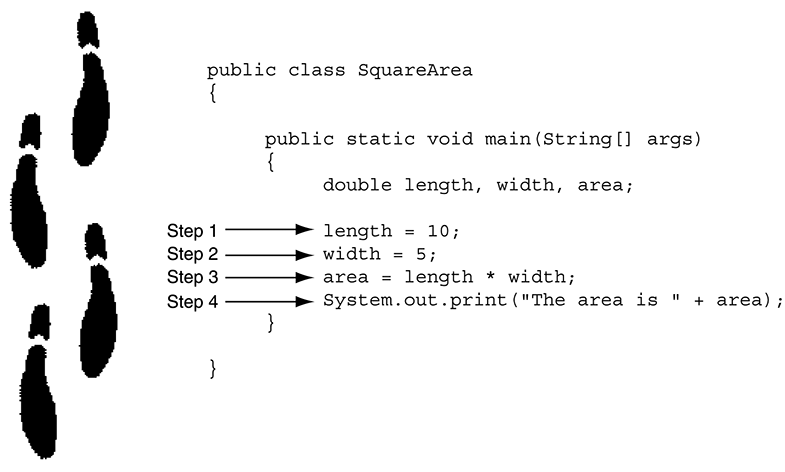 public class SquareArea
{
public static void main(String[] args)
{
double length, width, area;
Step 1 length = 10;
Step 2 width = 5;
Step 3 area = length * width;
Step 4 System.out.print("The area is " + area);
}
}